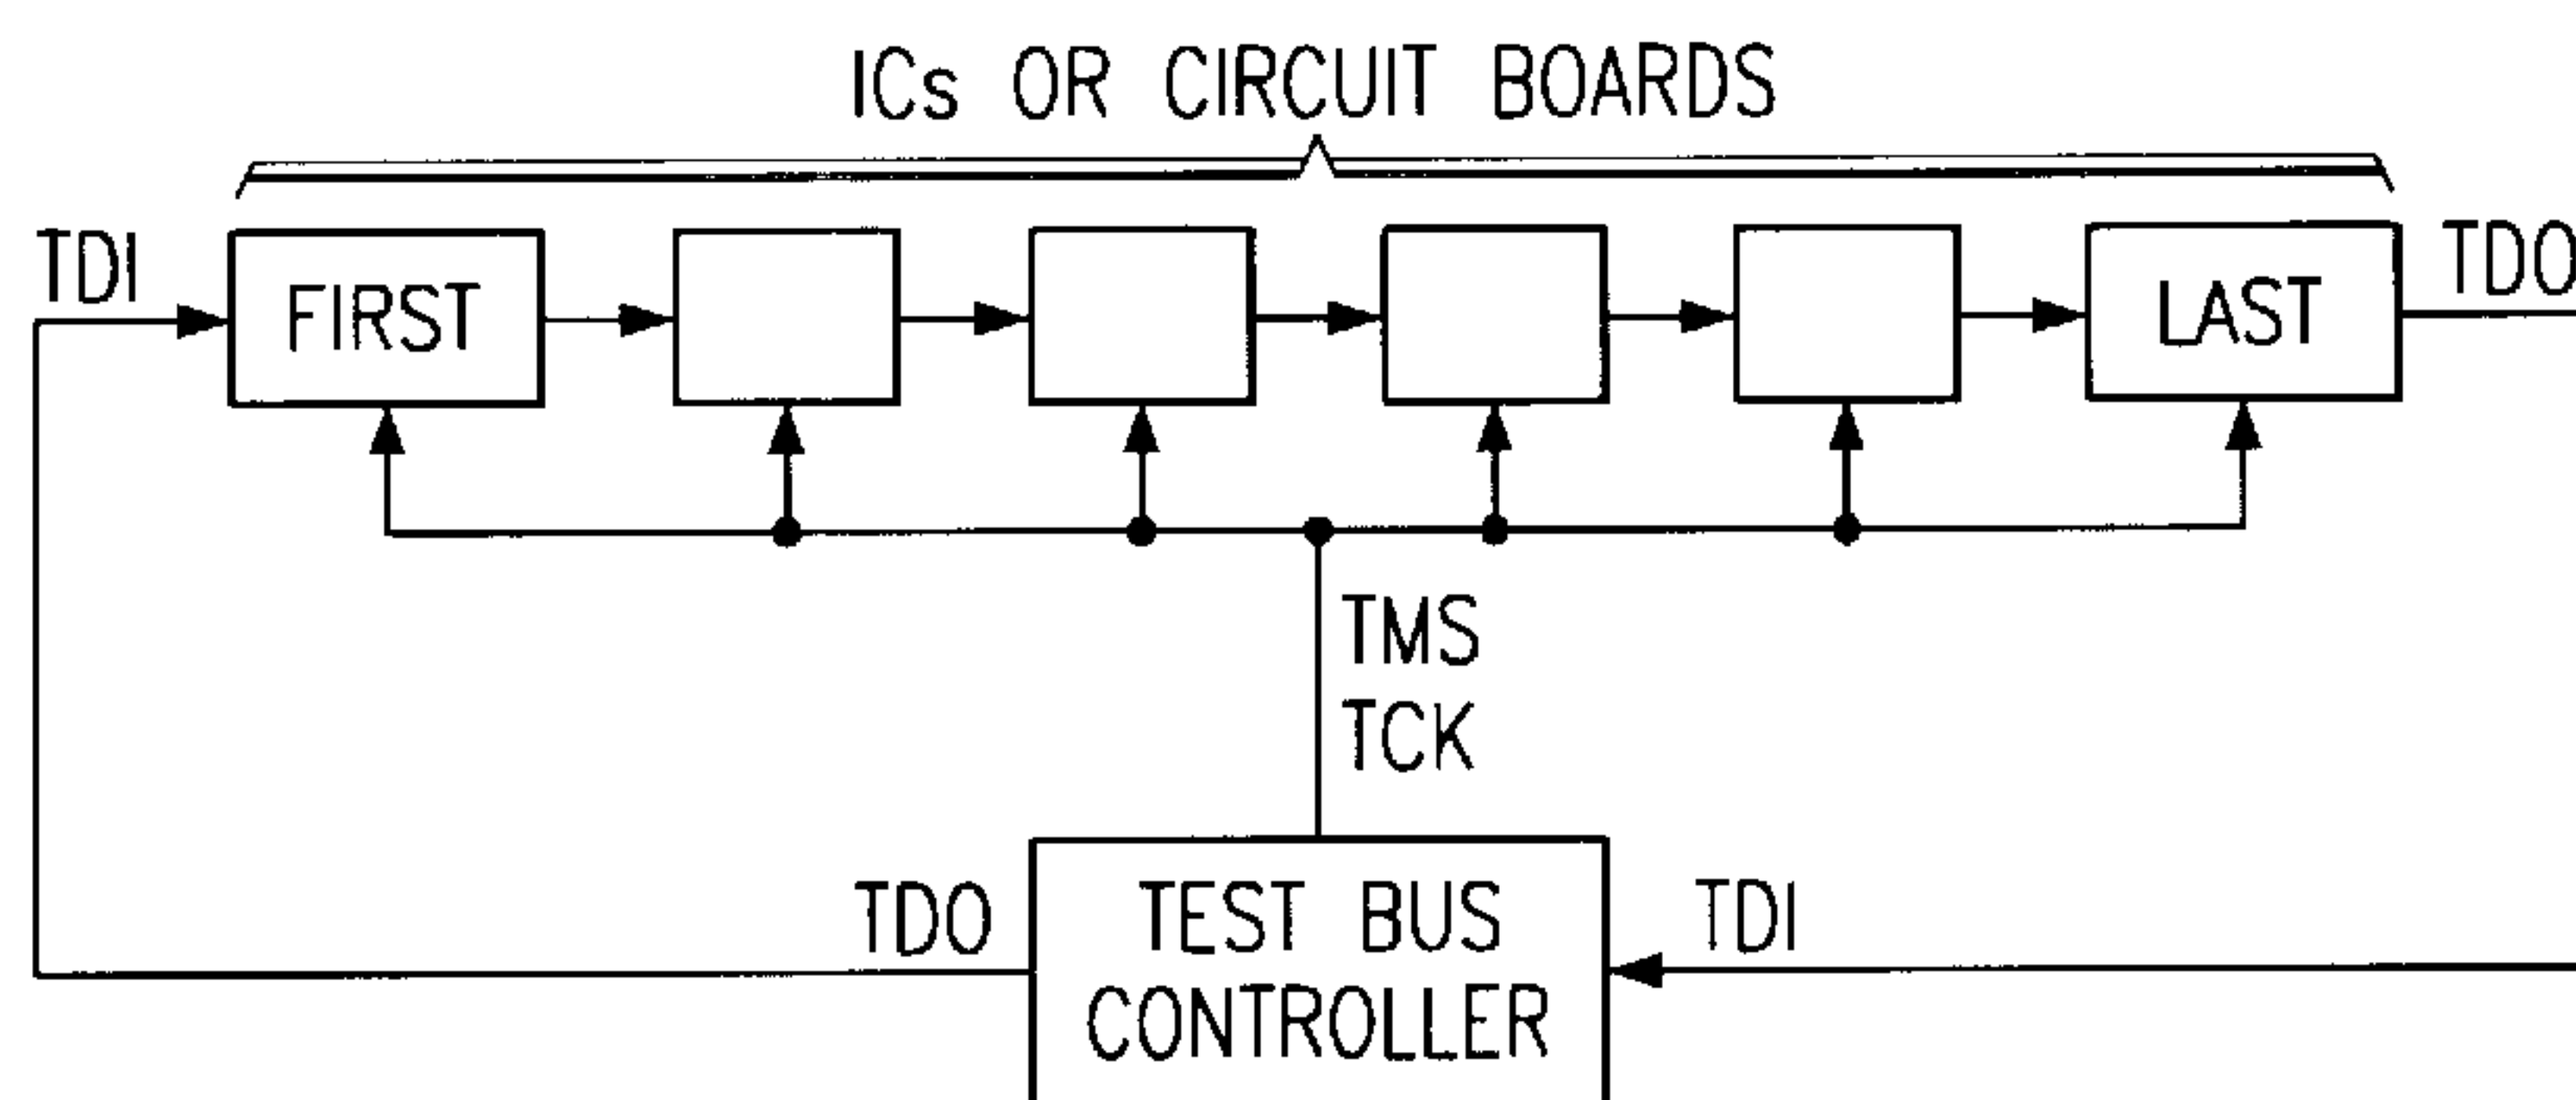 ICs OR CIRCUIT BOARDS
TDI
FIRST
LAST
TDO
TMS
TCK
TDO
TEST BUS
CONTROLLER
TDI